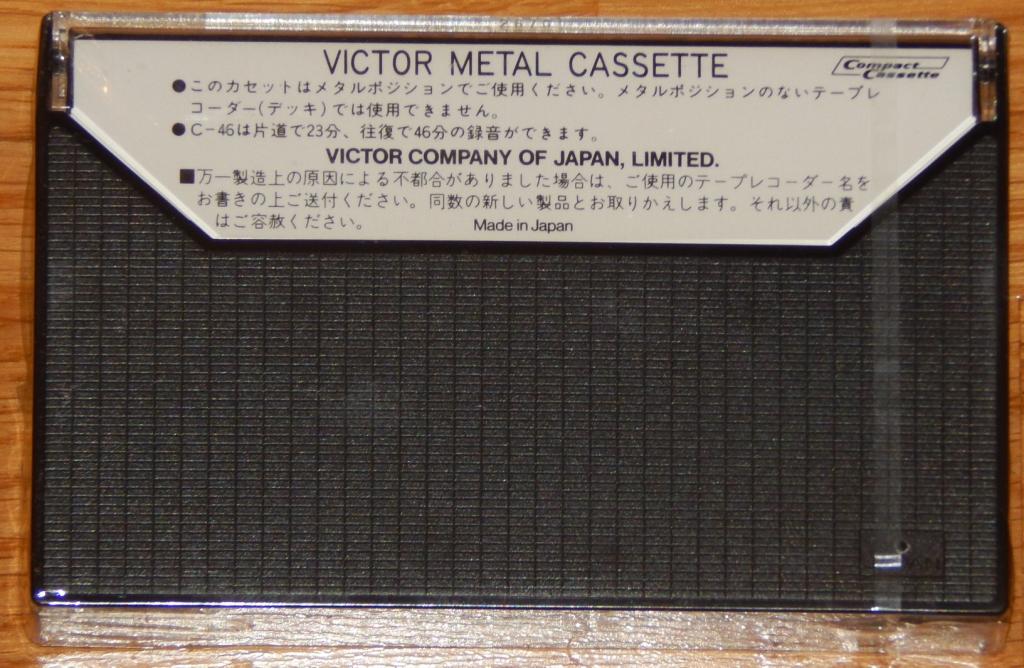 VICTOR METAL CASSETTE
Compact
Cassette
●このカセットはメタルポジションでご使用ください。メタルポジションのないテープレ
コーダー(デッキ)では使用できません。
●C-46は片道で23分、往復で46分の録音ができます。
VICTOR COMPANY OF JAPAN, LIMITED.
■万一製造上の原因による不都合がありました場合は、ご使用のテープレコーダー名を
お書きの上ご送付ください。同数の新しい製品とお取りかえします。それ以外の責
はご容赦ください。
Made in Japan